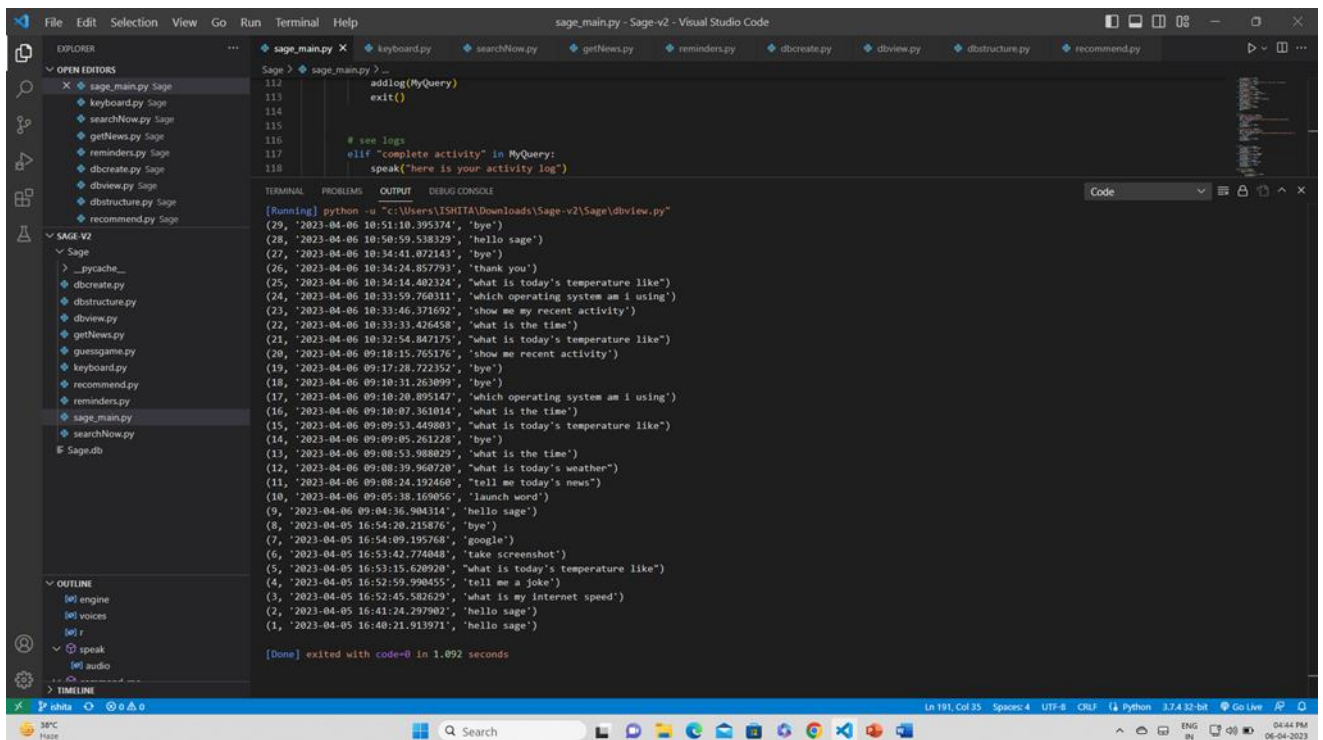 File Edit Selection View Go Run Terminal Help sage_main.py - Sage-v2 - Visual Studio Code
EXPLORER
OPEN EDITORS
sage_main.py Sage
keyboard.py Sage
searchNow.py Sage
getNews.py Sage
reminders.py Sage
dbcreate.py Sage
dbview.py Sage
dbstructure.py Sage
recommend.py Sage
SAGE-V2
Sage
__pycache__
dbcreate.py
dbstructure.py
dbview.py
getNews.py
guessgame.py
keyboard.py
recommend.py
reminders.py
sage_main.py
searchNow.py
Sage.db
OUTLINE
engine
voices
r
speak
audio
TIMELINE
sage_main.py keyboard.py searchNow.py getNews.py reminders.py dbcreate.py dbview.py dbstructure.py recommend.py
Sage > sage_main.py > ...
112 addlog(MyQuery)
113 exit()
114
115
116 # see logs
117 elif "complete activity" in MyQuery:
118 speak("here is your activity log")
TERMINAL PROBLEMS OUTPUT DEBUG CONSOLE Code
[Running] python -u "c:\Users\ISHITA\Downloads\Sage-v2\Sage\dbview.py"
(29, '2023-04-06 10:51:10.395374', 'bye')
(28, '2023-04-06 10:50:59.538329', 'hello sage')
(27, '2023-04-06 10:34:41.072143', 'bye')
(26, '2023-04-06 10:34:24.857793', 'thank you')
(25, '2023-04-06 10:34:14.402324', "what is today's temperature like")
(24, '2023-04-06 10:33:59.760311', 'which operating system am i using')
(23, '2023-04-06 10:33:46.371692', 'show me my recent activity')
(22, '2023-04-06 10:33:33.426458', 'what is the time')
(21, '2023-04-06 10:32:54.847175', "what is today's temperature like")
(20, '2023-04-06 09:18:15.765176', 'show me recent activity')
(19, '2023-04-06 09:17:28.722352', 'bye')
(18, '2023-04-06 09:10:31.263099', 'bye')
(17, '2023-04-06 09:10:20.895147', 'which operating system am i using')
(16, '2023-04-06 09:10:07.361014', 'what is the time')
(15, '2023-04-06 09:09:53.449803', "what is today's temperature like")
(14, '2023-04-06 09:09:05.261228', 'bye')
(13, '2023-04-06 09:08:53.988029', 'what is the time')
(12, '2023-04-06 09:08:39.960720', "what is today's weather")
(11, '2023-04-06 09:08:24.192460', "tell me today's news")
(10, '2023-04-06 09:05:38.169056', 'launch word')
(9, '2023-04-06 09:04:36.904314', 'hello sage')
(8, '2023-04-05 16:54:20.215876', 'bye')
(7, '2023-04-05 16:54:09.195768', 'google')
(6, '2023-04-05 16:53:42.774048', 'take screenshot')
(5, '2023-04-05 16:53:15.620920', "what is today's temperature like")
(4, '2023-04-05 16:52:59.990455', 'tell me a joke')
(3, '2023-04-05 16:52:45.582629', 'what is my internet speed')
(2, '2023-04-05 16:41:24.297902', 'hello sage')
(1, '2023-04-05 16:40:21.913971', 'hello sage')
[Done] exited with code=0 in 1.092 seconds
ishita 0 0 Ln 191, Col 35 Spaces: 4 UTF-8 CRLF Python 3.7.4 32-bit Go Live
38°C
Haze
Search
ENG
IN
04:44 PM
06-04-2023